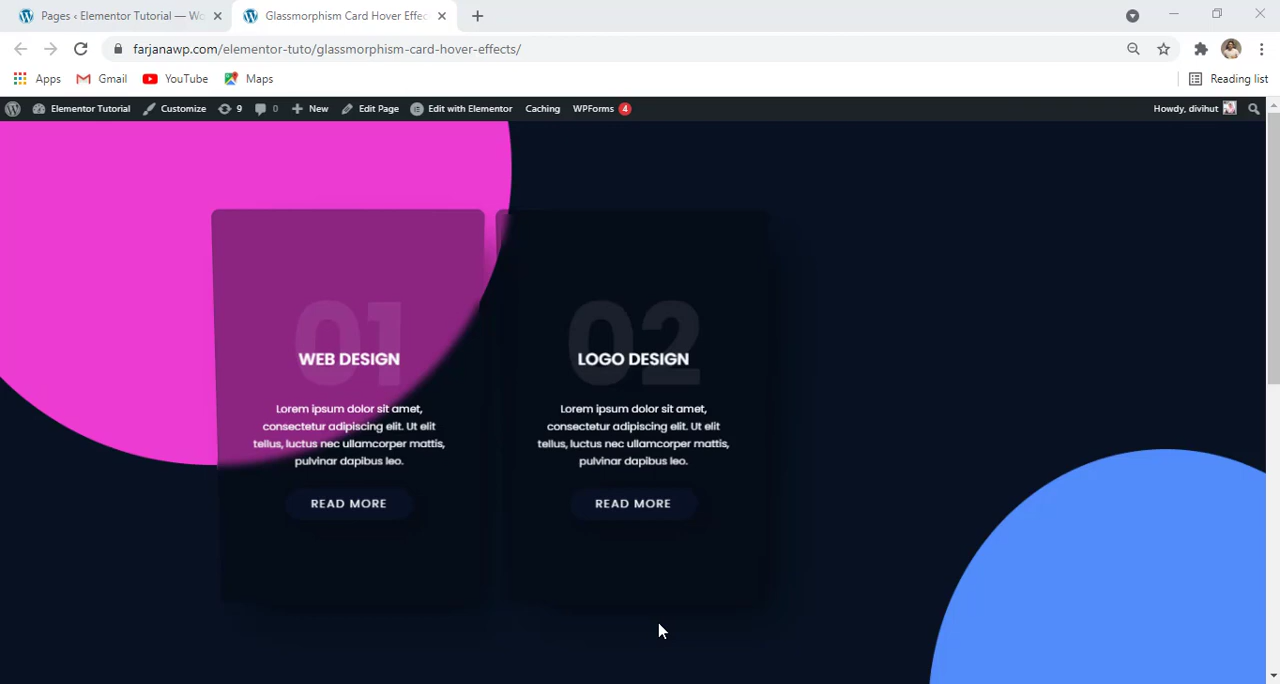 Pages ‹ Elementor Tutorial — Wo
Glassmorphism Card Hover Effec
farjanawp.com/elementor-tuto/glassmorphism-card-hover-effects/
Apps
Gmail
YouTube
Maps
Reading list
Elementor Tutorial
Customize
9
0
New
Edit Page
Edit with Elementor
Caching
WPForms
4
Howdy, divihut
01
WEB DESIGN
Lorem ipsum dolor sit amet,
consectetur adipiscing elit. Ut elit
tellus, luctus nec ullamcorper mattis,
pulvinar dapibus leo.
READ MORE
02
LOGO DESIGN
Lorem ipsum dolor sit amet,
consectetur adipiscing elit. Ut elit
tellus, luctus nec ullamcorper mattis,
pulvinar dapibus leo.
READ MORE